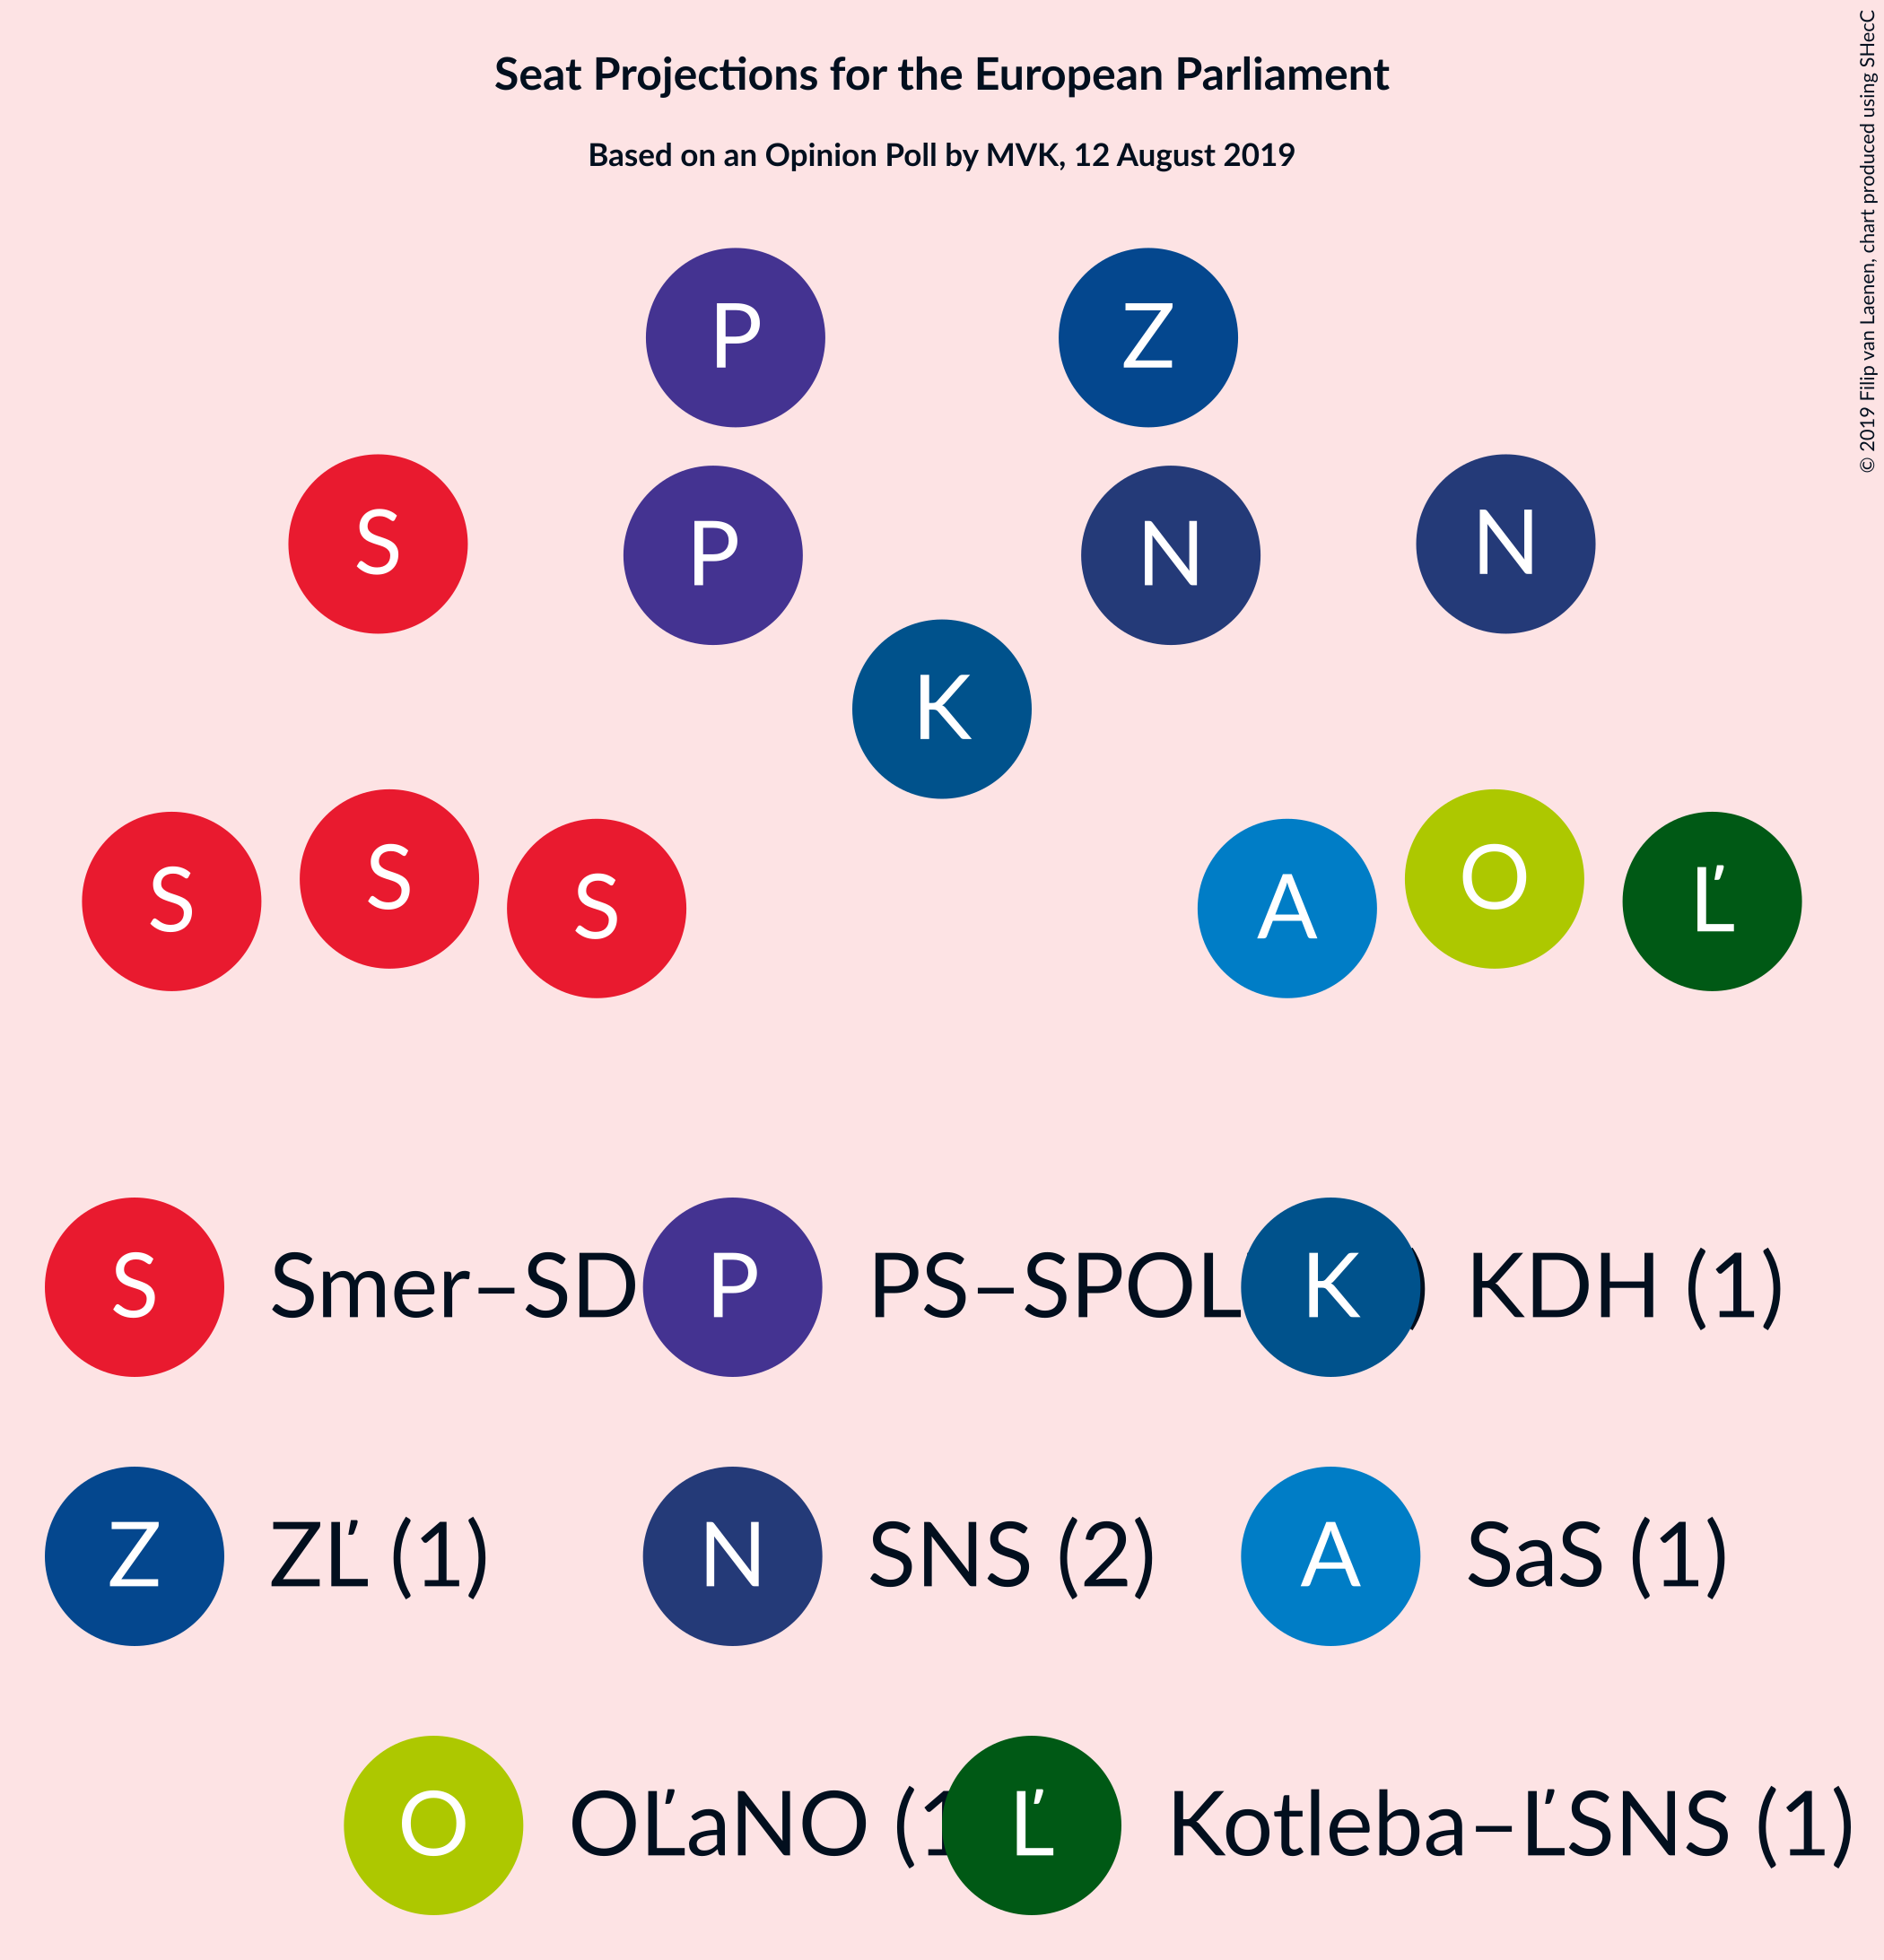 Seat Projections for the European Parliament
Based on an Opinion Poll by MVK, 12 August 2019
© 2019 Filip van Laenen, chart produced using SHecC
P Z
S P N N
K
S S S A O Ľ
S Smer–SD P PS–SPOL ) K KDH (1)
Z ZĽ (1) N SNS (2) A SaS (1)
O OĽaNO (1 Ľ Kotleba–ĽSNS (1)